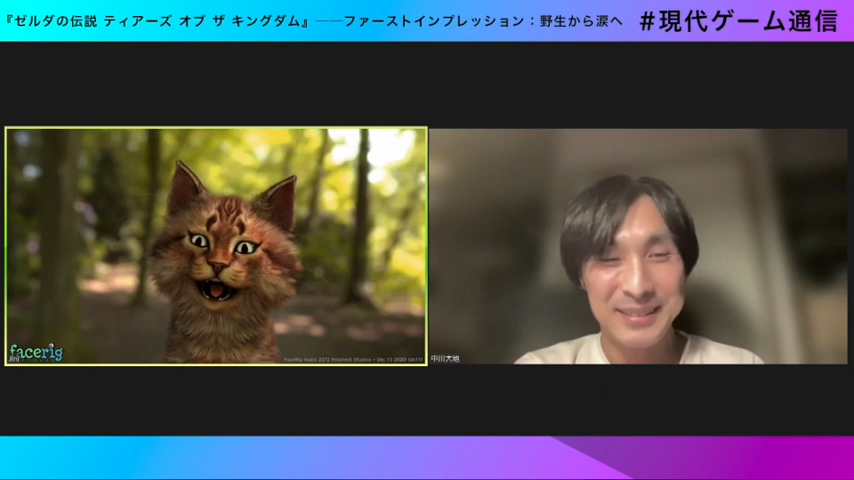 『ゼルダの伝説 ティアーズ オブ ザ キングダム』──ファーストインプレッション：野生から涙へ
#現代ゲーム通信
facerig
中川大地